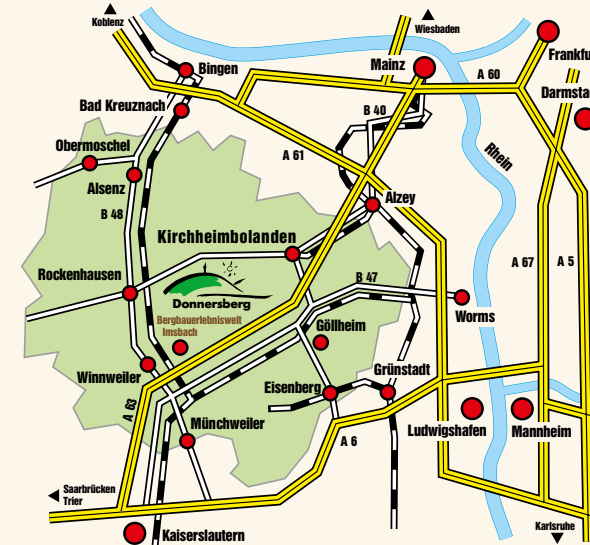 Koblenz
Wiesbaden
Bingen
Mainz
A 60
Frankfu
Darmsta
Bad Kreuznach
B 40
Obermoschel
A 61
Rhein
Alsenz
Alzey
B 48
Kirchheimbolanden
A 67
A 5
Rockenhausen
B 47
Donnersberg
Worms
Bergbauerlebniswelt
Imsbach
Göllheim
Winnweiler
Grünstadt
Eisenberg
A 63
Münchweiler
Ludwigshafen
Mannheim
A 6
Saarbrücken
Trier
Karlsruhe
Kaiserslautern